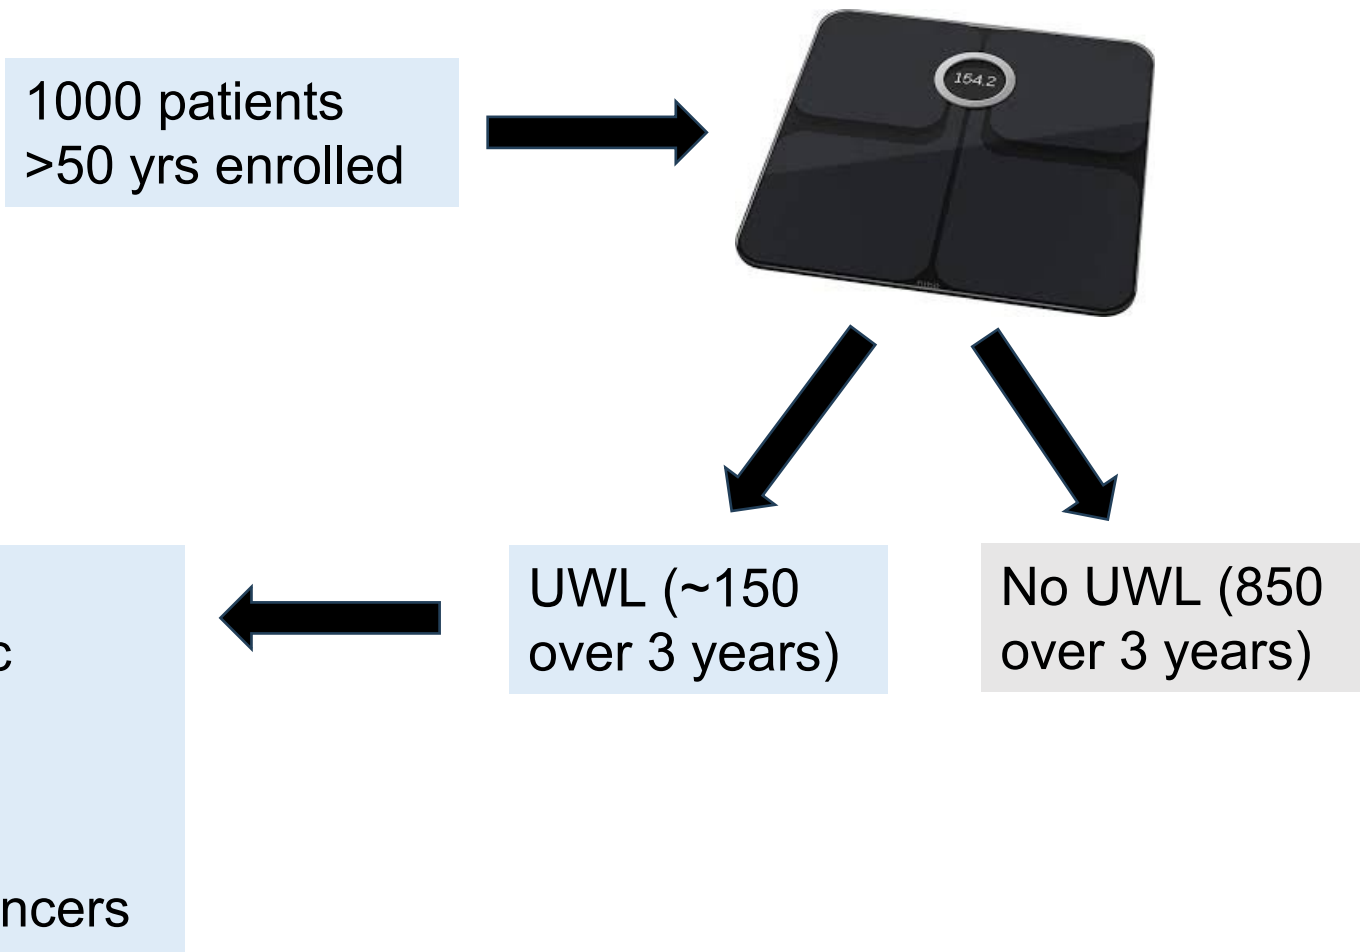 1000 patients
>50 yrs enrolled
154.2
UWL (~150
over 3 years)
No UWL (850
over 3 years)
c
ncers